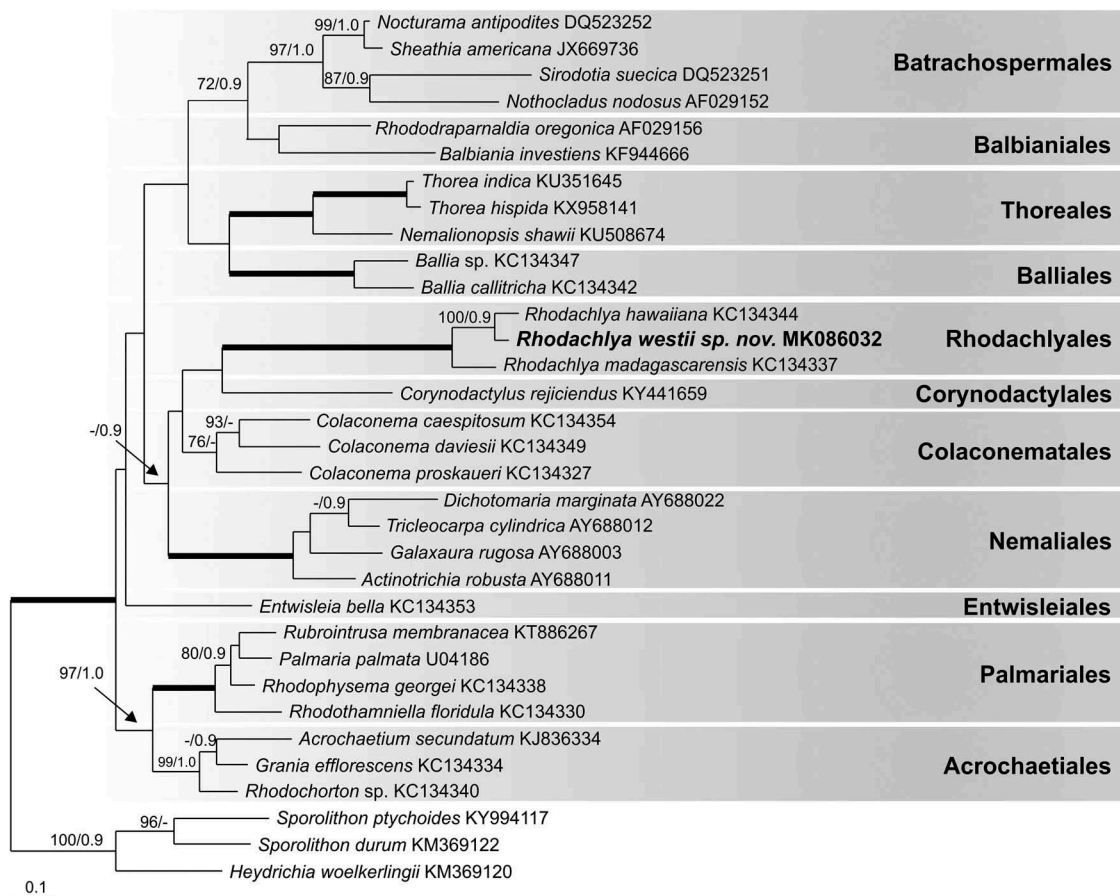 99/1.0
Nocturama antipodites DQ523252
Sheathia americana JX669736
97/1.0
87/0.9
Sirodotia suecica DQ523251
Nothocladus nodosus AF029152
Batrachospermales
72/0.9
Rhododraparnaldia oregonica AF029156
Balbiania investiens KF944666
Balbianiales
Thorea indica KU351645
Thorea hispida KX958141
Nemalionopsis shawii KU508674
Thoreales
Ballia sp. KC134347
Ballia callitricha KC134342
Balliales
100/0.9
Rhodachlya hawaiiana KC134344
Rhodachlya westii sp. nov. MK086032
Rhodachlya madagascarensis KC134337
Rhodachlyales
Corynodactylus rejiciendus KY441659
Corynodactylales
-/0.9
93/-
76/-
Colaconema caespitosum KC134354
Colaconema daviesii KC134349
Colaconema proskaueri KC134327
Colaconematales
-/0.9
Dichotomaria marginata AY688022
Tricleocarpa cylindrica AY688012
Galaxaura rugosa AY688003
Actinotrichia robusta AY688011
Nemaliales
Entwisleia bella KC134353
Entwisleiales
97/1.0
80/0.9
Rubrointrusa membranacea KT886267
Palmaria palmata U04186
Rhodophysema georgei KC134338
Rhodothamniella floridula KC134330
Palmariales
-/0.9
99/1.0
Acrochaetium secundatum KJ836334
Grania efflorescens KC134334
Rhodochorton sp. KC134340
Acrochaetiales
100/0.9
96/-
Sporolithon ptychoides KY994117
Sporolithon durum KM369122
Heydrichia woelkerlingii KM369120
0.1